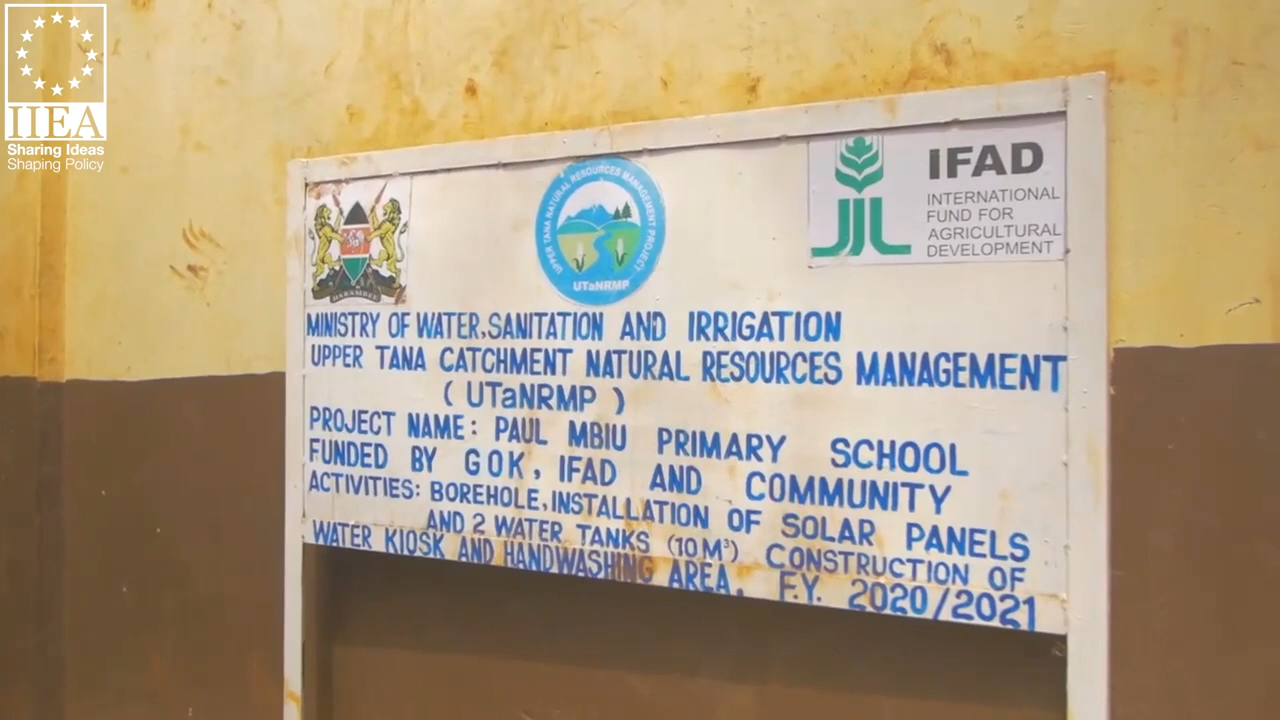 IIEA
Sharing Ideas
Shaping Policy
HARAMBEE
UPPER TANA NATURAL RESOURCES MANAGEMENT PROJECT
UTaNRMP
IFAD
INTERNATIONAL
FUND FOR
AGRICULTURAL
DEVELOPMENT
MINISTRY OF WATER,SANITATION AND IRRIGATION
UPPER TANA CATCHMENT NATURAL RESOURCES MANAGEMENT
( UTaNRMP )
PROJECT NAME: PAUL MBIU PRIMARY SCHOOL
FUNDED BY GOK, IFAD AND COMMUNITY
ACTIVITIES: BOREHOLE,INSTALLATION OF SOLAR PANELS
AND 2 WATER TANKS (10M³) CONSTRUCTION OF
WATER KIOSK AND HANDWASHING AREA, F.Y. 2020/2021